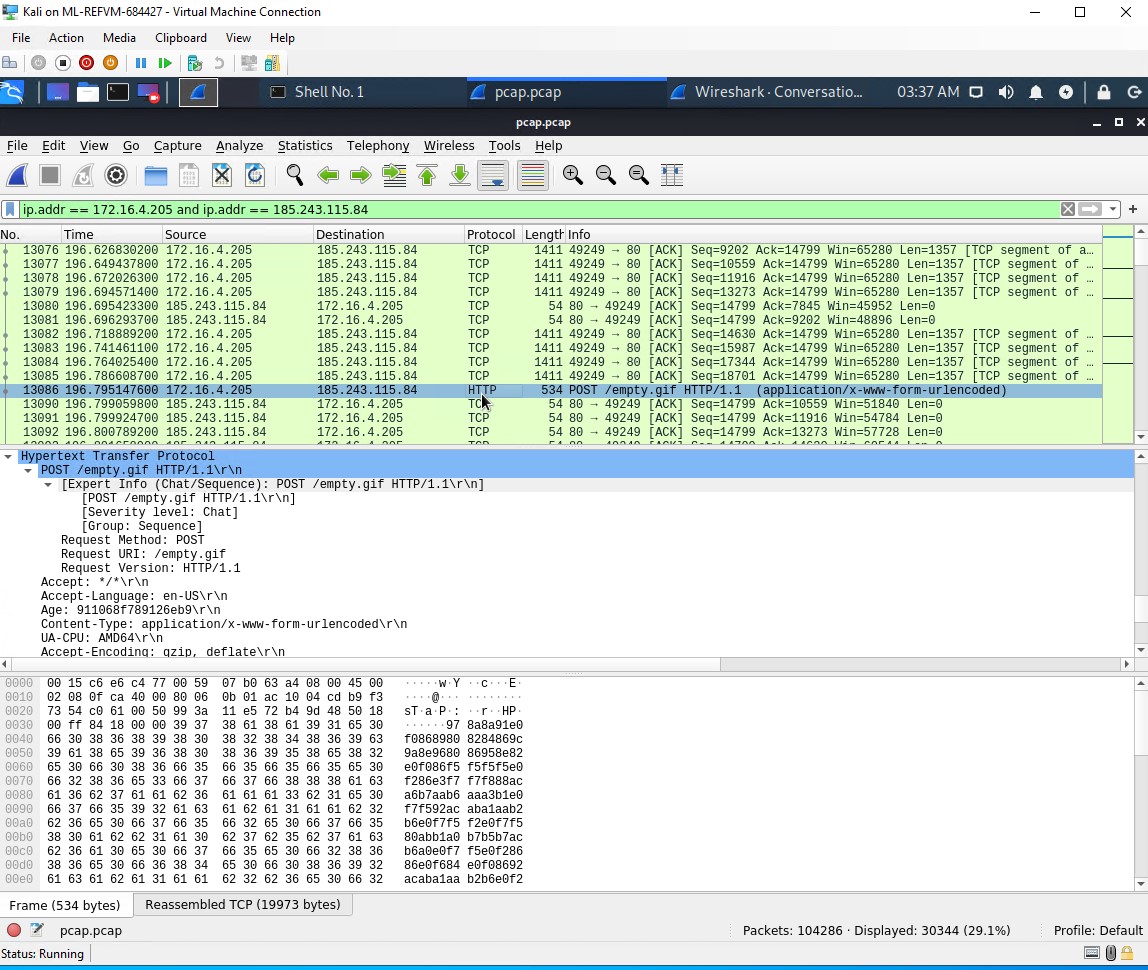 Kali on ML-REFVM-684427 - Virtual Machine Connection
File Action Media Clipboard View Help
Shell No. 1 pcap.pcap Wireshark · Conversatio... 03:37 AM
pcap.pcap
File Edit View Go Capture Analyze Statistics Telephony Wireless Tools Help
ip.addr == 172.16.4.205 and ip.addr == 185.243.115.84
No. Time Source Destination Protocol Length Info
13076 196.626830200 172.16.4.205 185.243.115.84 TCP 1411 49249 → 80 [ACK] Seq=9202 Ack=14799 Win=65280 Len=1357 [TCP segment of a…
13077 196.649437800 172.16.4.205 185.243.115.84 TCP 1411 49249 → 80 [ACK] Seq=10559 Ack=14799 Win=65280 Len=1357 [TCP segment of …
13078 196.672026300 172.16.4.205 185.243.115.84 TCP 1411 49249 → 80 [ACK] Seq=11916 Ack=14799 Win=65280 Len=1357 [TCP segment of …
13079 196.694571400 172.16.4.205 185.243.115.84 TCP 1411 49249 → 80 [ACK] Seq=13273 Ack=14799 Win=65280 Len=1357 [TCP segment of …
13080 196.695423300 185.243.115.84 172.16.4.205 TCP 54 80 → 49249 [ACK] Seq=14799 Ack=7845 Win=45952 Len=0
13081 196.696293700 185.243.115.84 172.16.4.205 TCP 54 80 → 49249 [ACK] Seq=14799 Ack=9202 Win=48896 Len=0
13082 196.718889200 172.16.4.205 185.243.115.84 TCP 1411 49249 → 80 [ACK] Seq=14630 Ack=14799 Win=65280 Len=1357 [TCP segment of …
13083 196.741461100 172.16.4.205 185.243.115.84 TCP 1411 49249 → 80 [ACK] Seq=15987 Ack=14799 Win=65280 Len=1357 [TCP segment of …
13084 196.764025400 172.16.4.205 185.243.115.84 TCP 1411 49249 → 80 [ACK] Seq=17344 Ack=14799 Win=65280 Len=1357 [TCP segment of …
13085 196.786608700 172.16.4.205 185.243.115.84 TCP 1411 49249 → 80 [ACK] Seq=18701 Ack=14799 Win=65280 Len=1357 [TCP segment of …
13086 196.795147600 172.16.4.205 185.243.115.84 HTTP 534 POST /empty.gif HTTP/1.1 (application/x-www-form-urlencoded)
13090 196.799059800 185.243.115.84 172.16.4.205 TCP 54 80 → 49249 [ACK] Seq=14799 Ack=10559 Win=51840 Len=0
13091 196.799924700 185.243.115.84 172.16.4.205 TCP 54 80 → 49249 [ACK] Seq=14799 Ack=11916 Win=54784 Len=0
13092 196.800789200 185.243.115.84 172.16.4.205 TCP 54 80 → 49249 [ACK] Seq=14799 Ack=13273 Win=57728 Len=0
Hypertext Transfer Protocol
POST /empty.gif HTTP/1.1\r\n
[Expert Info (Chat/Sequence): POST /empty.gif HTTP/1.1\r\n]
[POST /empty.gif HTTP/1.1\r\n]
[Severity level: Chat]
[Group: Sequence]
Request Method: POST
Request URI: /empty.gif
Request Version: HTTP/1.1
Accept: */*\r\n
Accept-Language: en-US\r\n
Age: 911068f789126eb9\r\n
Content-Type: application/x-www-form-urlencoded\r\n
UA-CPU: AMD64\r\n
Accept-Encoding: gzip, deflate\r\n
0000 00 15 c6 e6 c4 77 00 59 07 b0 63 a4 08 00 45 00 ·····w·Y ··c···E·
0010 02 08 0f ca 40 00 80 06 0b 01 ac 10 04 cd b9 f3 ····@··· ········
0020 73 54 c0 61 00 50 99 3a 11 e5 72 b4 9d 48 50 18 sT·a·P·: ··r··HP·
0030 00 ff 84 18 00 00 39 37 38 61 38 61 39 31 65 30 ······97 8a8a91e0
0040 66 30 38 36 38 39 38 30 38 32 38 34 38 36 39 63 f0868980 8284869c
0050 39 61 38 65 39 36 38 30 38 36 39 35 38 65 38 32 9a8e9680 86958e82
0060 65 30 66 30 38 36 66 35 66 35 66 35 66 35 65 30 e0f086f5 f5f5f5e0
0070 66 32 38 36 65 33 66 37 66 37 66 38 38 38 61 63 f286e3f7 f7f888ac
0080 61 36 62 37 61 61 62 36 61 61 61 33 62 31 65 30 a6b7aab6 aaa3b1e0
0090 66 37 66 35 39 32 61 63 61 62 61 31 61 61 62 32 f7f592ac aba1aab2
00a0 62 36 65 30 66 37 66 35 66 32 65 30 66 37 66 35 b6e0f7f5 f2e0f7f5
00b0 38 30 61 62 62 31 61 30 62 37 62 35 62 37 61 63 80abb1a0 b7b5b7ac
00c0 62 36 61 30 65 30 66 37 66 35 65 30 66 32 38 36 b6a0e0f7 f5e0f286
00d0 38 36 65 30 66 36 38 34 65 30 66 30 38 36 39 32 86e0f684 e0f08692
00e0 61 63 61 62 61 31 61 61 62 32 62 36 65 30 66 32 acaba1aa b2b6e0f2
Frame (534 bytes) Reassembled TCP (19973 bytes)
pcap.pcap Packets: 104286 · Displayed: 30344 (29.1%) Profile: Default
Status: Running